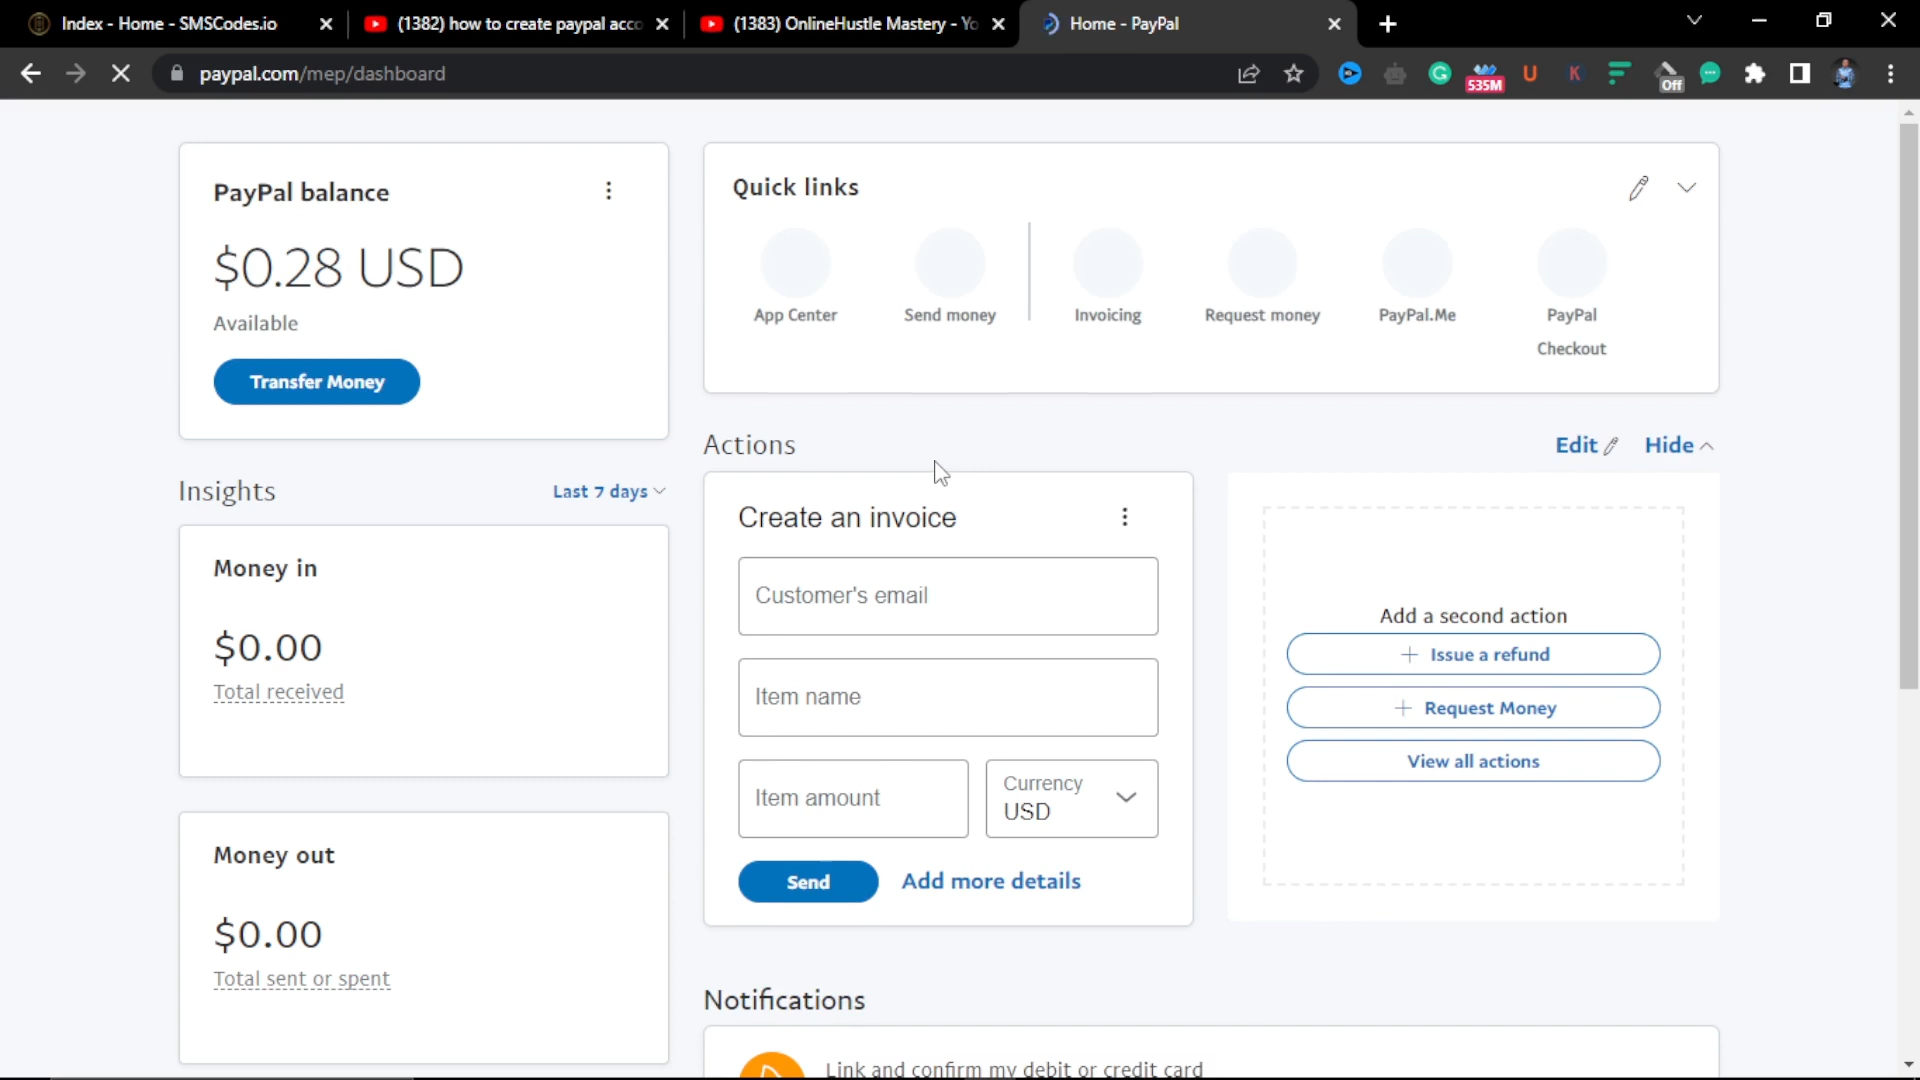 Index - Home - SMSCodes.io
(1382) how to create paypal acco
(1383) OnlineHustle Mastery - Yo
Home - PayPal
paypal.com/mep/dashboard
535M
U
K
Off
PayPal balance
$0.28 USD
Available
Transfer Money
Quick links
App Center
Send money
Invoicing
Request money
PayPal.Me
PayPal
Checkout
Insights
Last 7 days
Money in
$0.00
Total received
Money out
$0.00
Total sent or spent
Actions
Edit
Hide
Create an invoice
Customer's email
Item name
Item amount
Currency
USD
Send
Add more details
Add a second action
Issue a refund
Request Money
View all actions
Notifications
Link and confirm my debit or credit card